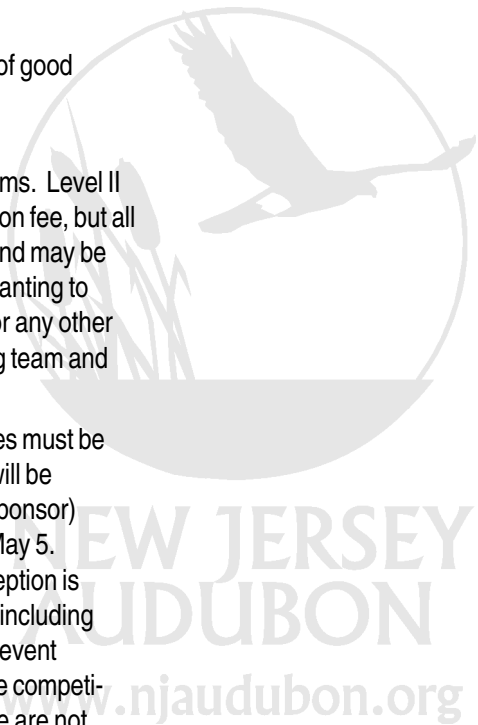 of good
ms. Level II
on fee, but all
nd may be
anting to
or any other
g team and
es must be
will be
ponsor)
May 5.
eption is
including
event
e competi-
e are not
NEW JERSEY
AUDUBON
www.njaudubon.org